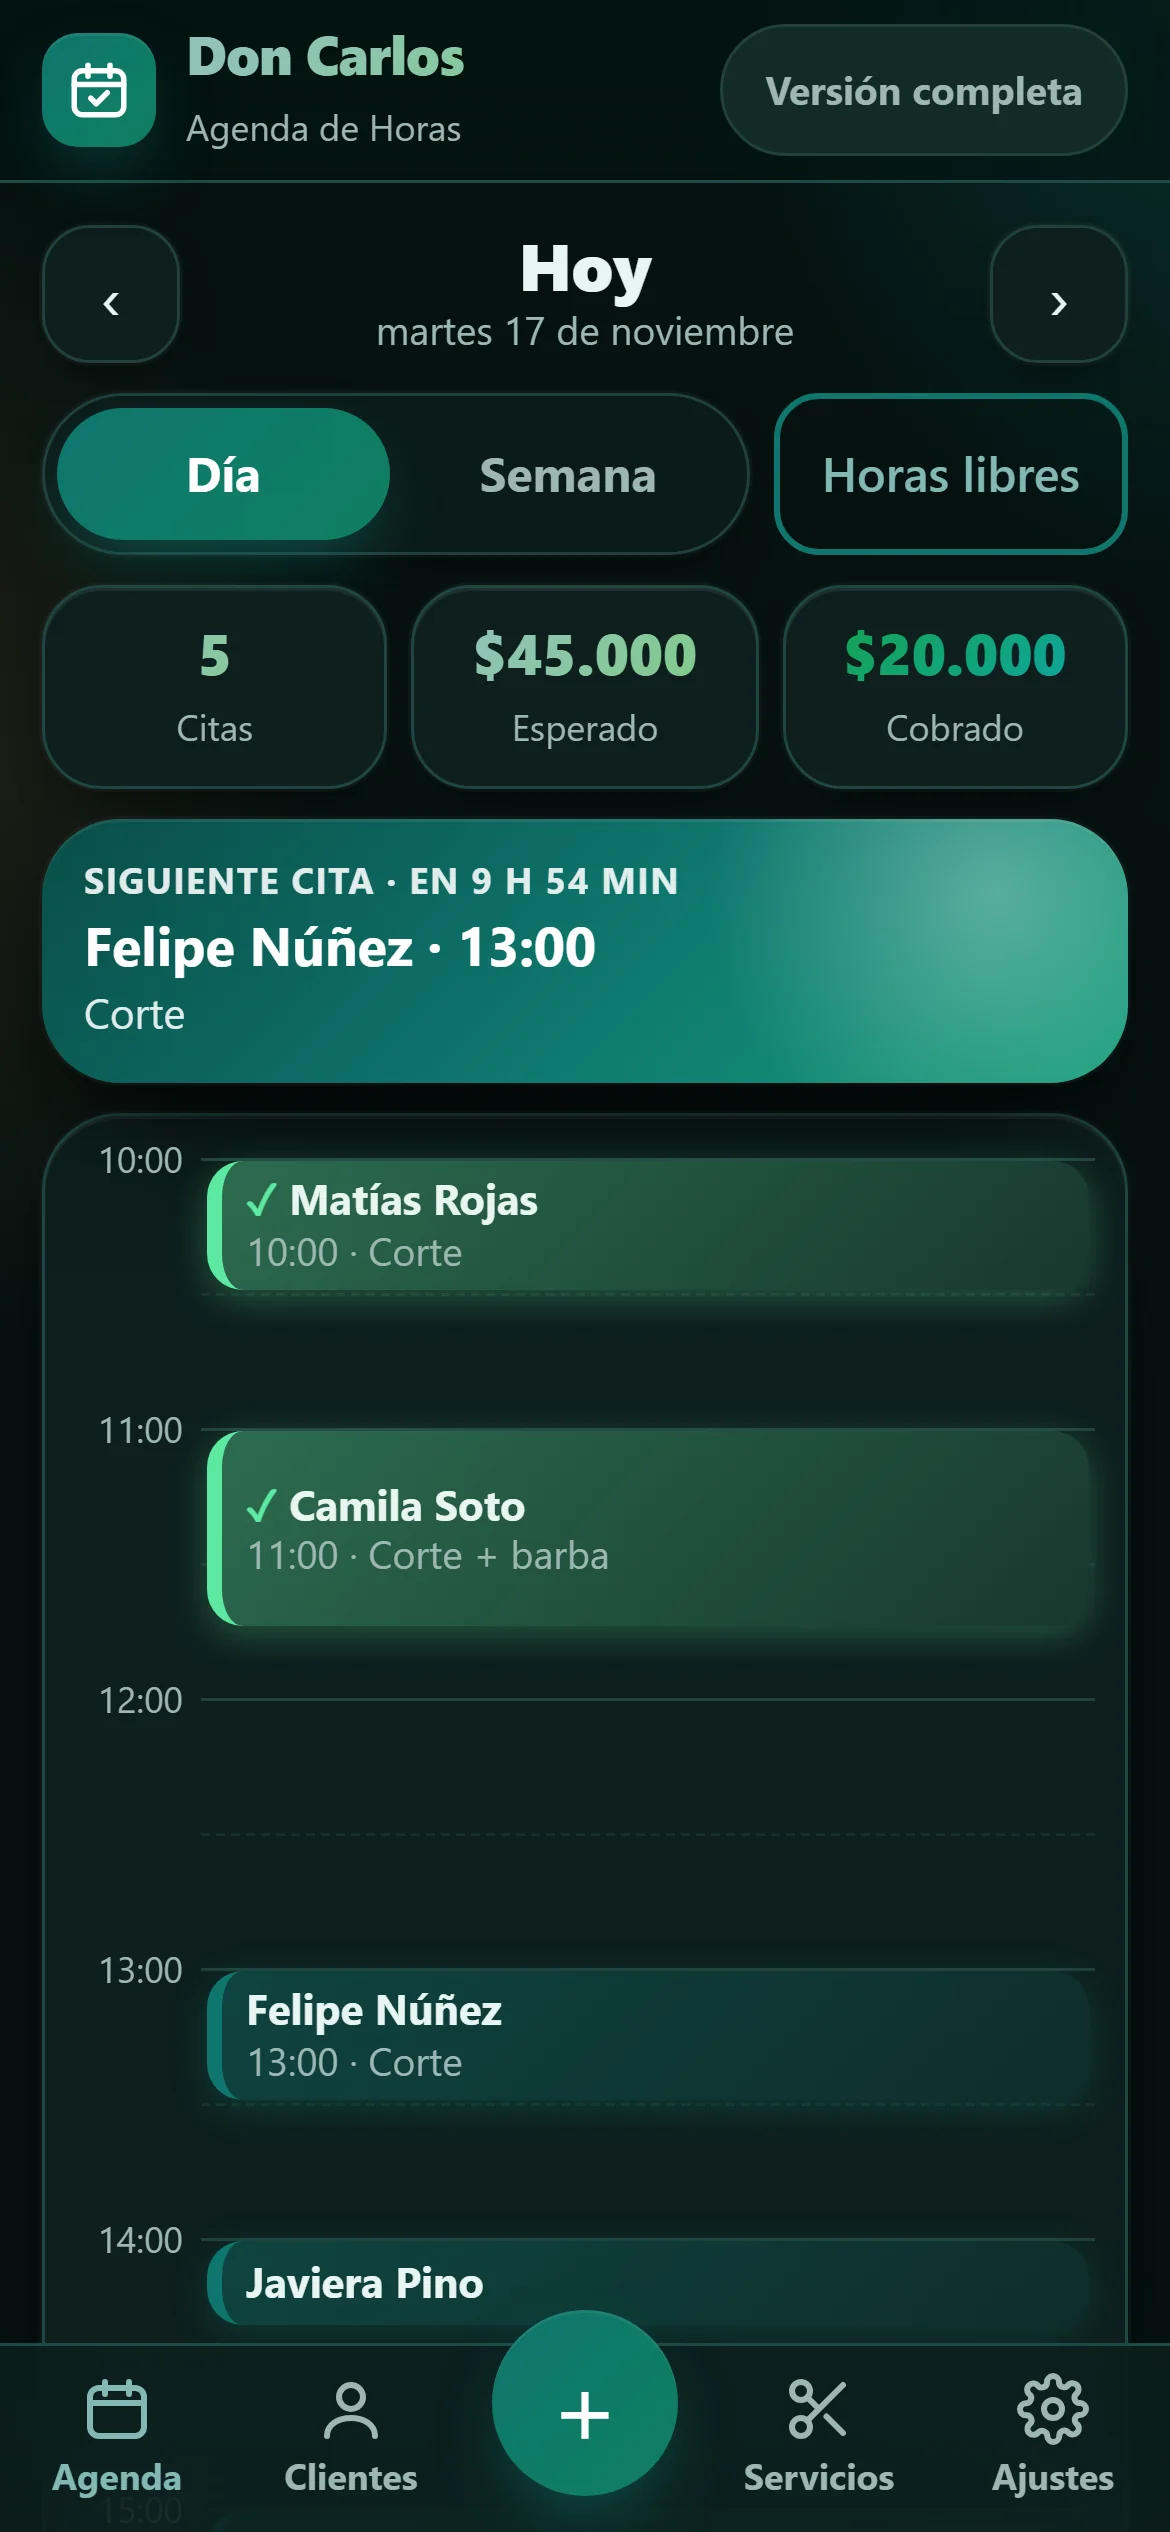 Don Carlos
Agenda de Horas
Versión completa
‹
Hoy
martes 17 de noviembre
›
Día
Semana
Horas libres
5
Citas
$45.000
Esperado
$20.000
Cobrado
SIGUIENTE CITA · EN 9 H 54 MIN
Felipe Núñez · 13:00
Corte
10:00
✓ Matías Rojas
10:00 · Corte
11:00
✓ Camila Soto
11:00 · Corte + barba
12:00
13:00
Felipe Núñez
13:00 · Corte
14:00
Javiera Pino
+
Agenda
Clientes
Servicios
Ajustes
15:00